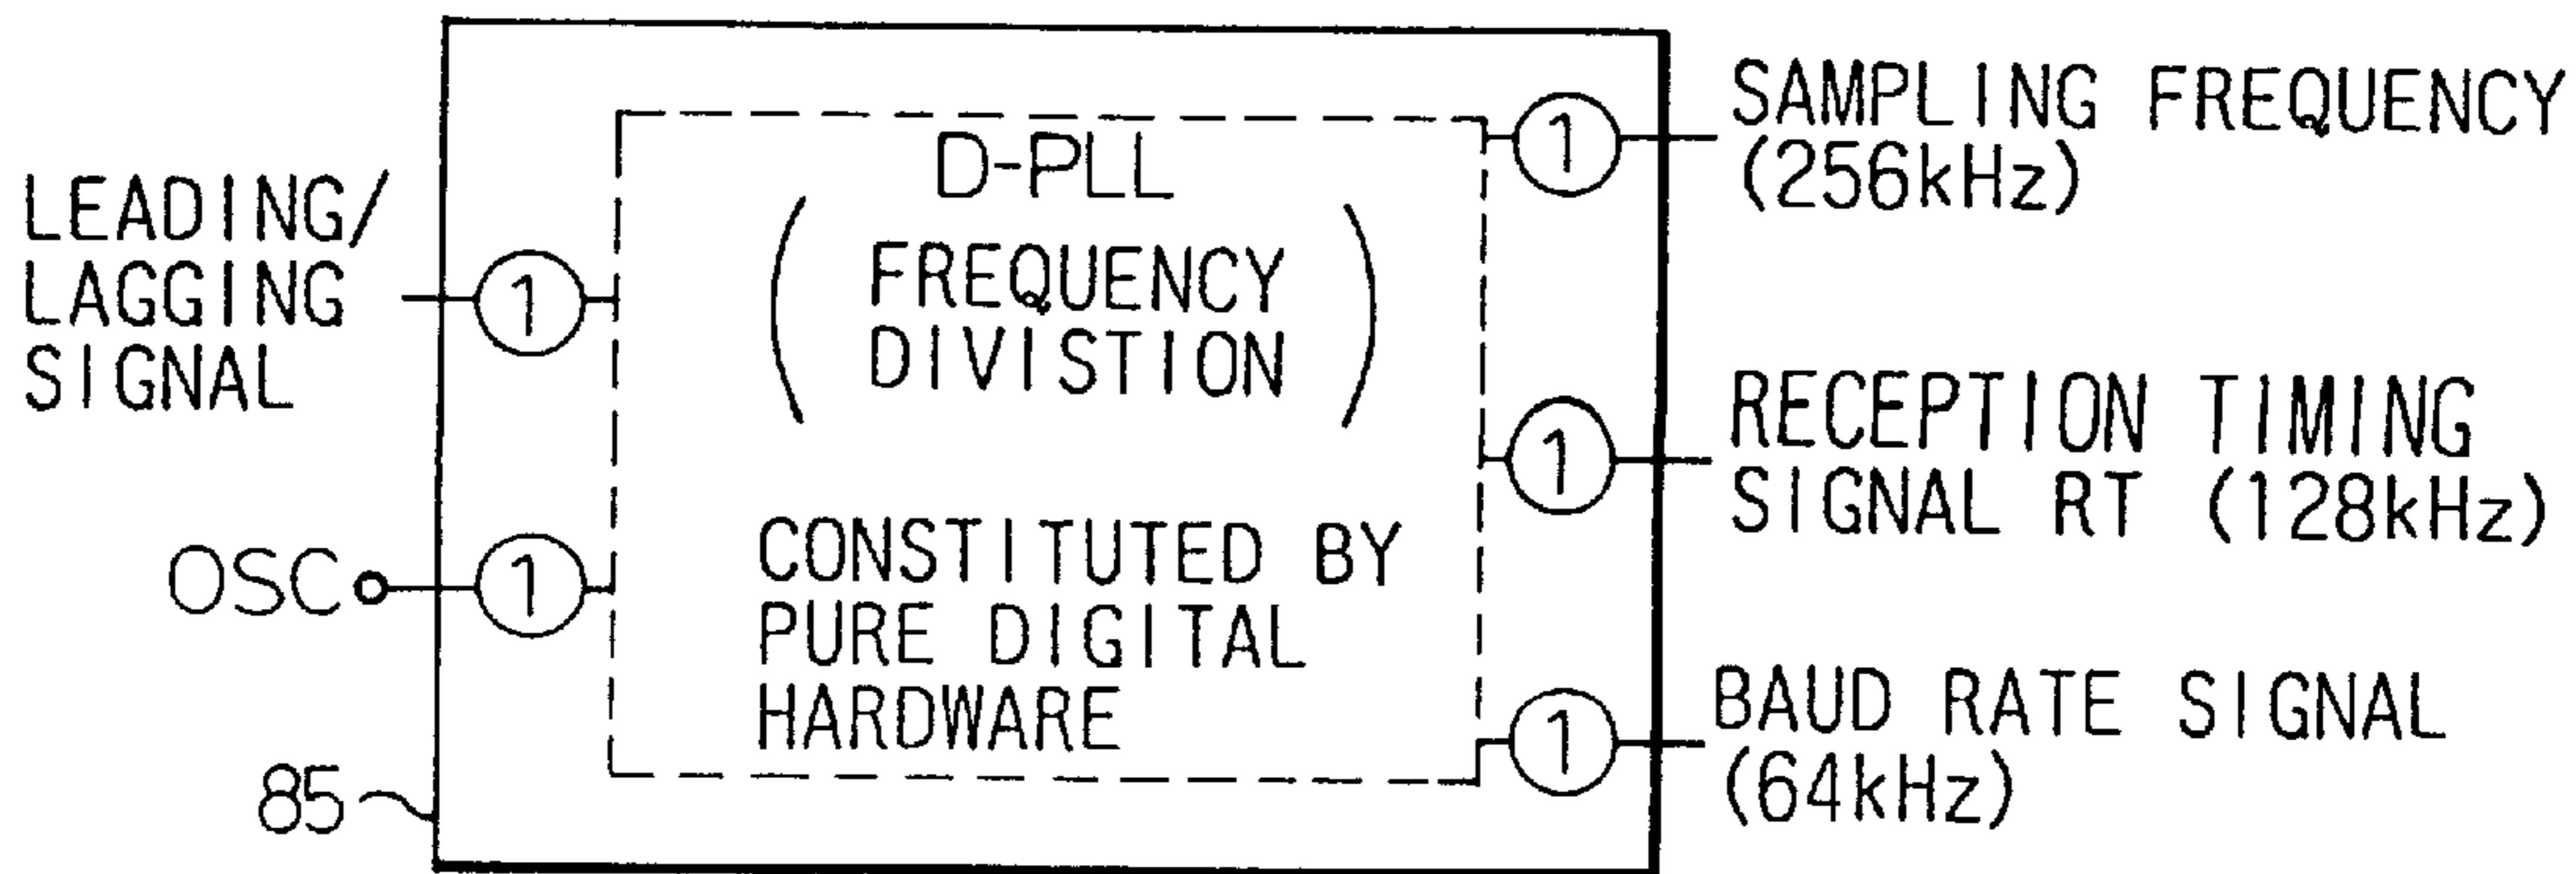 LEADING/
LAGGING
SIGNAL
1
OSC
1
85
D-PLL
( FREQUENCY
DIVISTION )
CONSTITUTED BY
PURE DIGITAL
HARDWARE
1
SAMPLING FREQUENCY
(256kHz)
1
RECEPTION TIMING
SIGNAL RT (128kHz)
1
BAUD RATE SIGNAL
(64kHz)